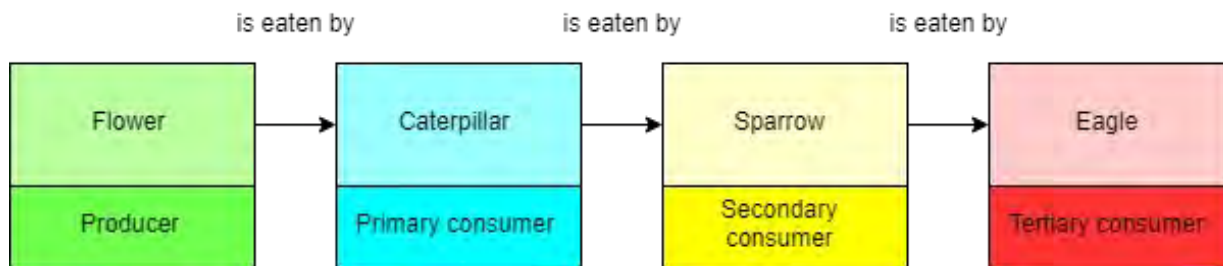 is eaten by is eaten by is eaten by
Flower Caterpillar Sparrow Eagle
Producer Primary consumer Secondary consumer Tertiary consumer